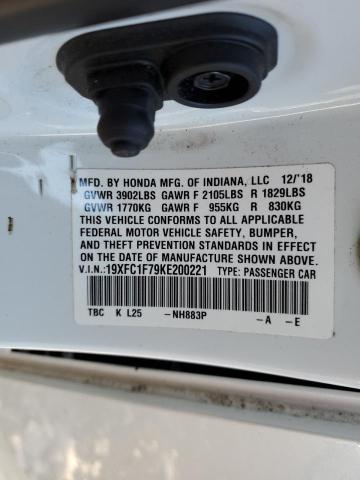 MFD. BY HONDA MFG. OF INDIANA, LLC 12/'18
GVWR 3902LBS GAWR F 2105LBS R 1829LBS
GVWR 1770KG GAWR F 955KG R 830KG
THIS VEHICLE CONFORMS TO ALL APPLICABLE
FEDERAL MOTOR VEHICLE SAFETY, BUMPER,
AND THEFT PREVENTION STANDARDS IN EFFECT
ON THE DATE OF MANUFACTURE SHOWN ABOVE.
V.I.N.:19XFC1F79KE200221 TYPE: PASSENGER CAR
TBC K L25 -NH883P -A -E